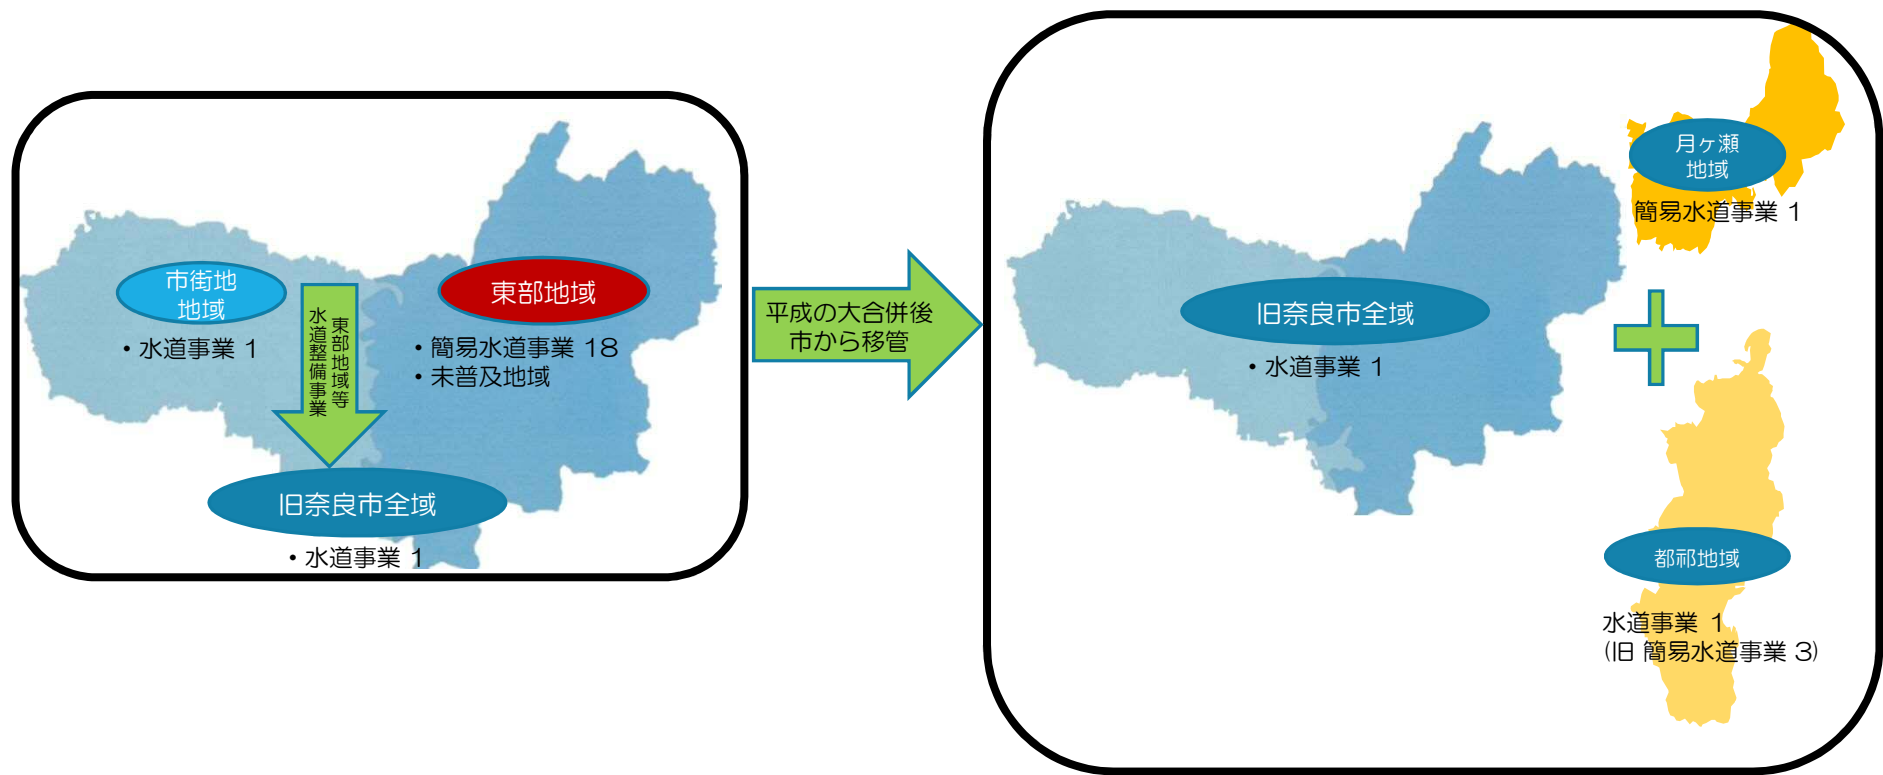 市街地
地域
・水道事業 1
東部地域等
水道整備事業
東部地域
・簡易水道事業 18
・未普及地域
旧奈良市全域
・水道事業 1
平成の大合併後
市から移管
旧奈良市全域
・水道事業 1
月ヶ瀬
地域
簡易水道事業 1
都祁地域
水道事業 1
(旧 簡易水道事業 3)